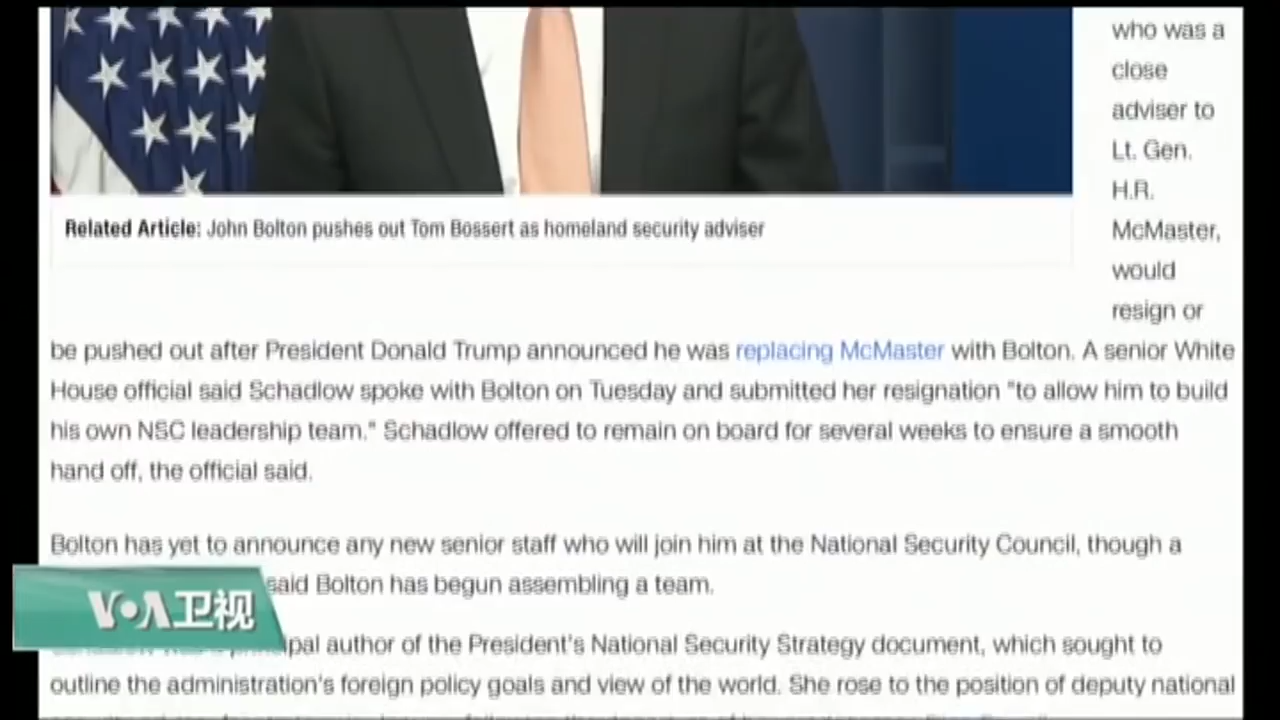 who was a
close
adviser to
Lt. Gen.
H.R.
McMaster,
would
resign or
Related Article: John Bolton pushes out Tom Bossert as homeland security adviser
be pushed out after President Donald Trump announced he was replacing McMaster with Bolton. A senior White
House official said Schadlow spoke with Bolton on Tuesday and submitted her resignation "to allow him to build
his own NSC leadership team." Schadlow offered to remain on board for several weeks to ensure a smooth
hand off, the official said.
Bolton has yet to announce any new senior staff who will join him at the National Security Council, though a
said Bolton has begun assembling a team.
VOA卫视
author of the President's National Security Strategy document, which sought to
outline the administration's foreign policy goals and view of the world. She rose to the position of deputy national